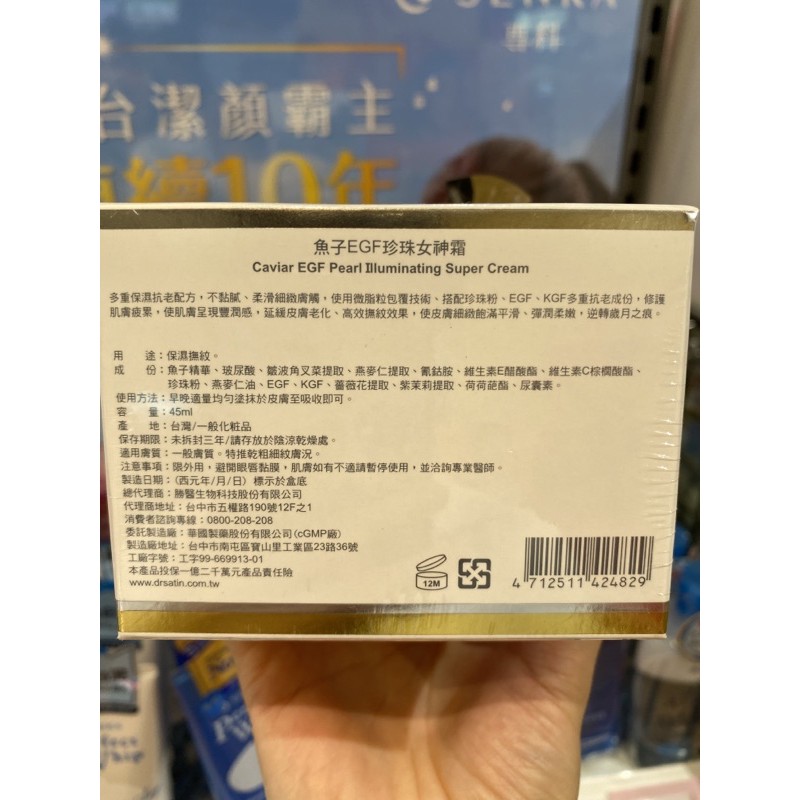 專科
台潔顏霸主
連續10年
魚子EGF珍珠女神霜
Caviar EGF Pearl Illuminating Super Cream
多重保濕抗老配方，不黏膩、柔滑細緻膚觸，使用微脂粒包覆技術、搭配珍珠粉、EGF、KGF多重抗老成份，修護
肌膚疲累，使肌膚呈現豐潤感，延緩皮膚老化、高效撫紋效果，使皮膚細緻飽滿平滑、彈潤柔嫩，逆轉歲月之痕。
用 途：保濕撫紋。
成 份：魚子精華、玻尿酸、皺波角叉菜提取、燕麥仁提取、氰鈷胺、維生素E醋酸酯、維生素C棕櫚酸酯、
珍珠粉、燕麥仁油、EGF、KGF、薔薇花提取、紫茉莉提取、荷荷葩酯、尿囊素。
使用方法：早晚適量均勻塗抹於皮膚至吸收即可。
容 量：45ml
產 地：台灣/一般化粧品
保存期限：未拆封三年/請存放於陰涼乾燥處。
適用膚質：一般膚質。特推乾粗細紋膚況。
注意事項：限外用，避開眼唇黏膜，肌膚如有不適請暫停使用，並洽詢專業醫師。
製造日期：(西元年/月/日）標示於盒底
總代理商：勝醫生物科技股份有限公司
代理商地址：台中市五權路190號12F之1
消費者諮詢專線：0800-208-208
委託製造廠：華國製藥股份有限公司(cGMP廠)
製造廠地址：台中市南屯區寶山里工業區23路36號
工廠字號：工字99-669913-01
本產品投保一億二千萬元產品責任險
www.drsatin.com.tw
12M
4 712511 424829